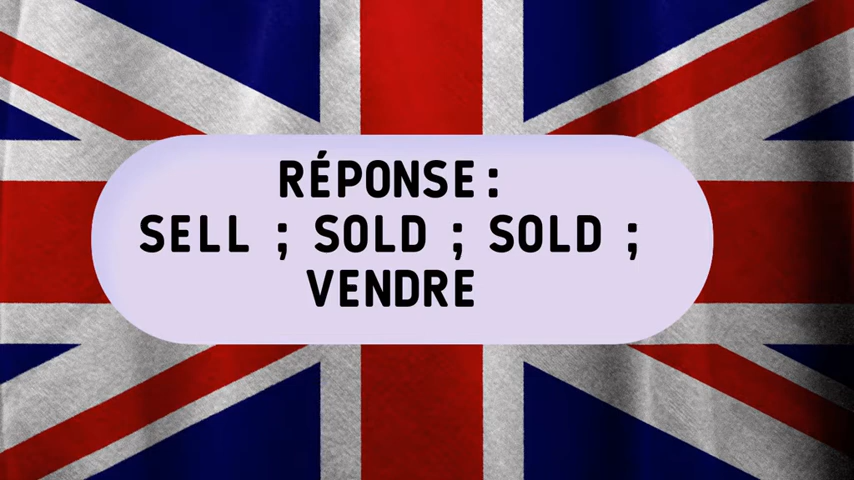 RÉPONSE:
SELL ; SOLD ; SOLD ;
VENDRE